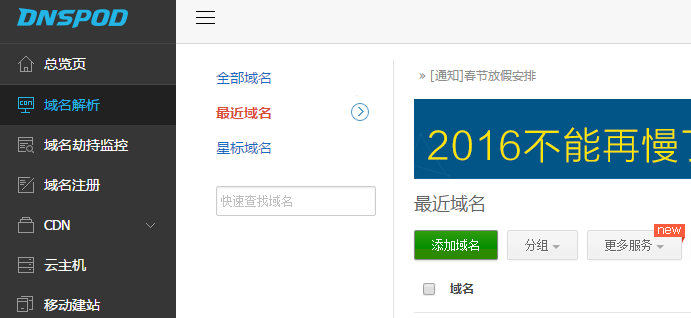 DNSPOD
总览页
域名解析
域名劫持监控
域名注册
CDN
云主机
移动建站
全部域名
最近域名
星标域名
快速查找域名
» [通知]春节放假安排
2016不能再慢了
最近域名
添加域名
分组
更多服务
new
域名